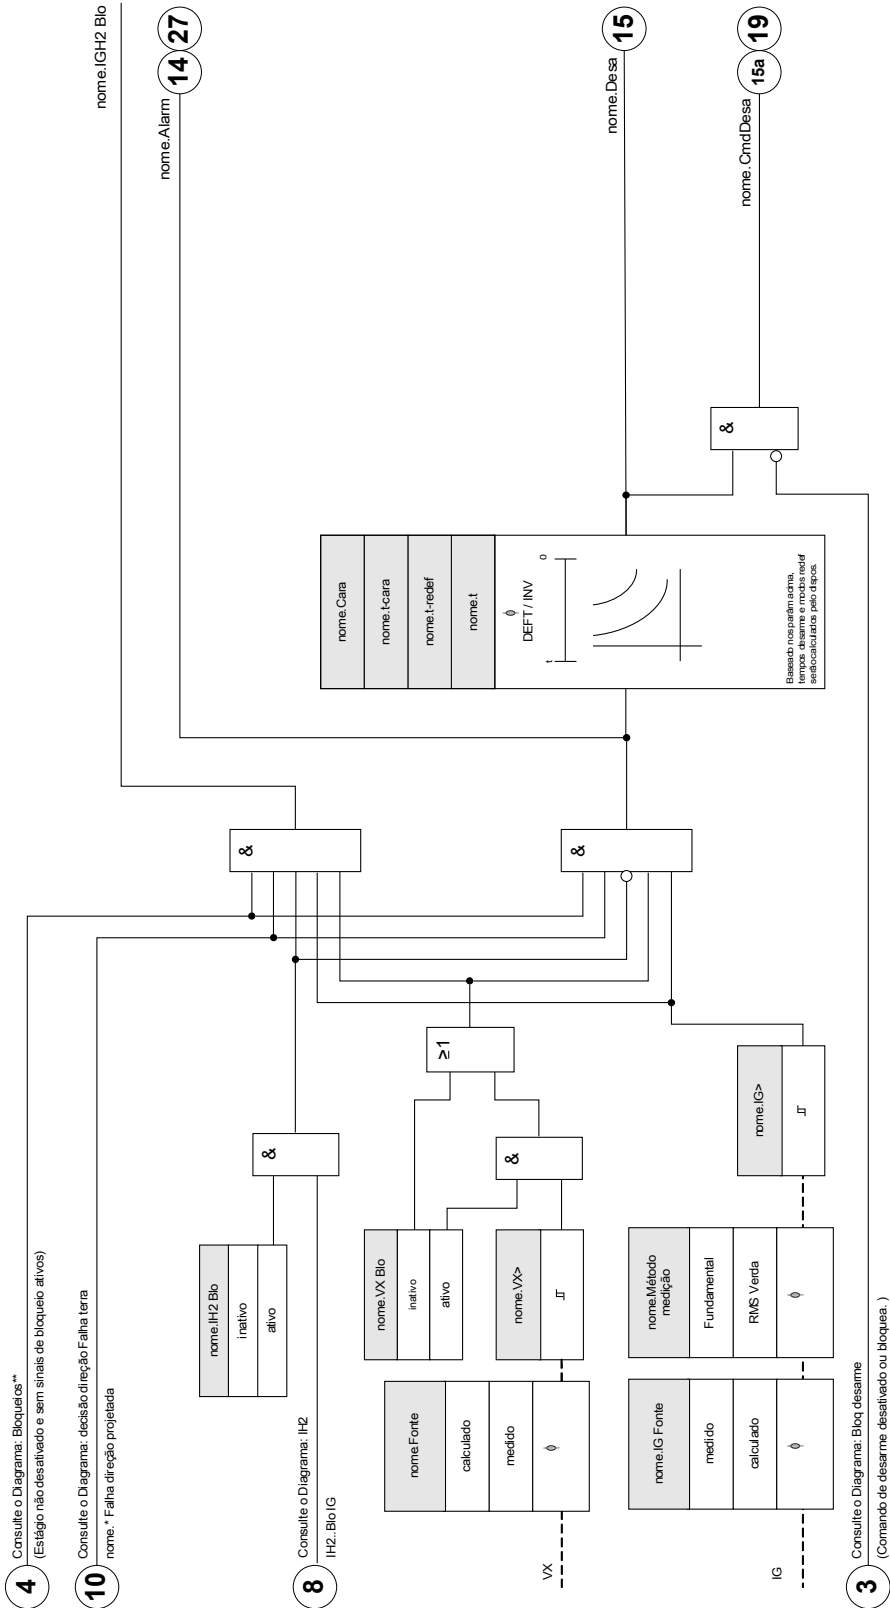 4
Consulte o Diagrama: Bloqueios**
(Estágio não desativado e sem sinais de bloqueio ativos)
10
Consulte o Diagrama: decisão direção Falha terra
nome.* Falha direção projetada
nome.IGH2 Blo
nome.Alarm
14
27
nome.IH2 Blo
inativo
ativo
&
8
Consulte o Diagrama: IH2
IH2..Blo IG
&
nome.VX Blo
inativo
ativo
≥1
nome.Fonte
calculado
medido
ϕ
nome.VX>
&
VX
&
nome.Cara
nome.t-cara
nome.t-redef
nome.t
ϕ
DEFT / INV
t
0
Baseado nos parâm acima,
tempos desarme e modos redef
serão calculados pelo dispos.
nome.Desa
15
nome.IG Fonte
medido
calculado
ϕ
nome.Método
medição
Fundamental
RMS Verda
ϕ
nome.IG>
IG
&
nome.CmdDesa
15a
19
3
Consulte o Diagrama: Bloq desarme
(Comando de desarme desativado ou bloquea. )